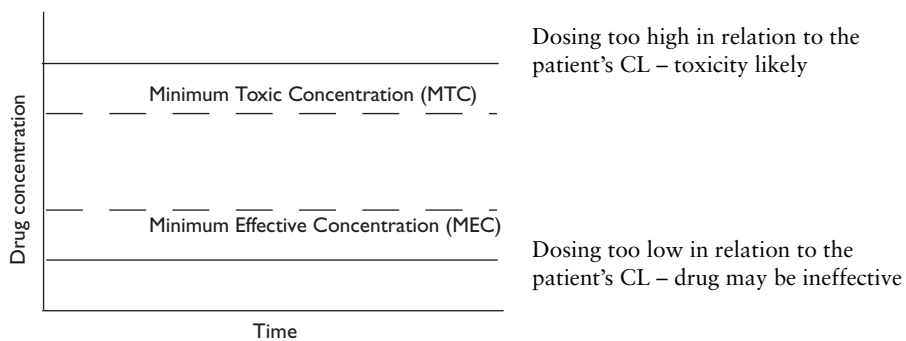 Dosing too high in relation to the
patient's CL – toxicity likely
Minimum Toxic Concentration (MTC)
Drug concentration
Minimum Effective Concentration (MEC)
Dosing too low in relation to the
patient's CL – drug may be ineffective
Time